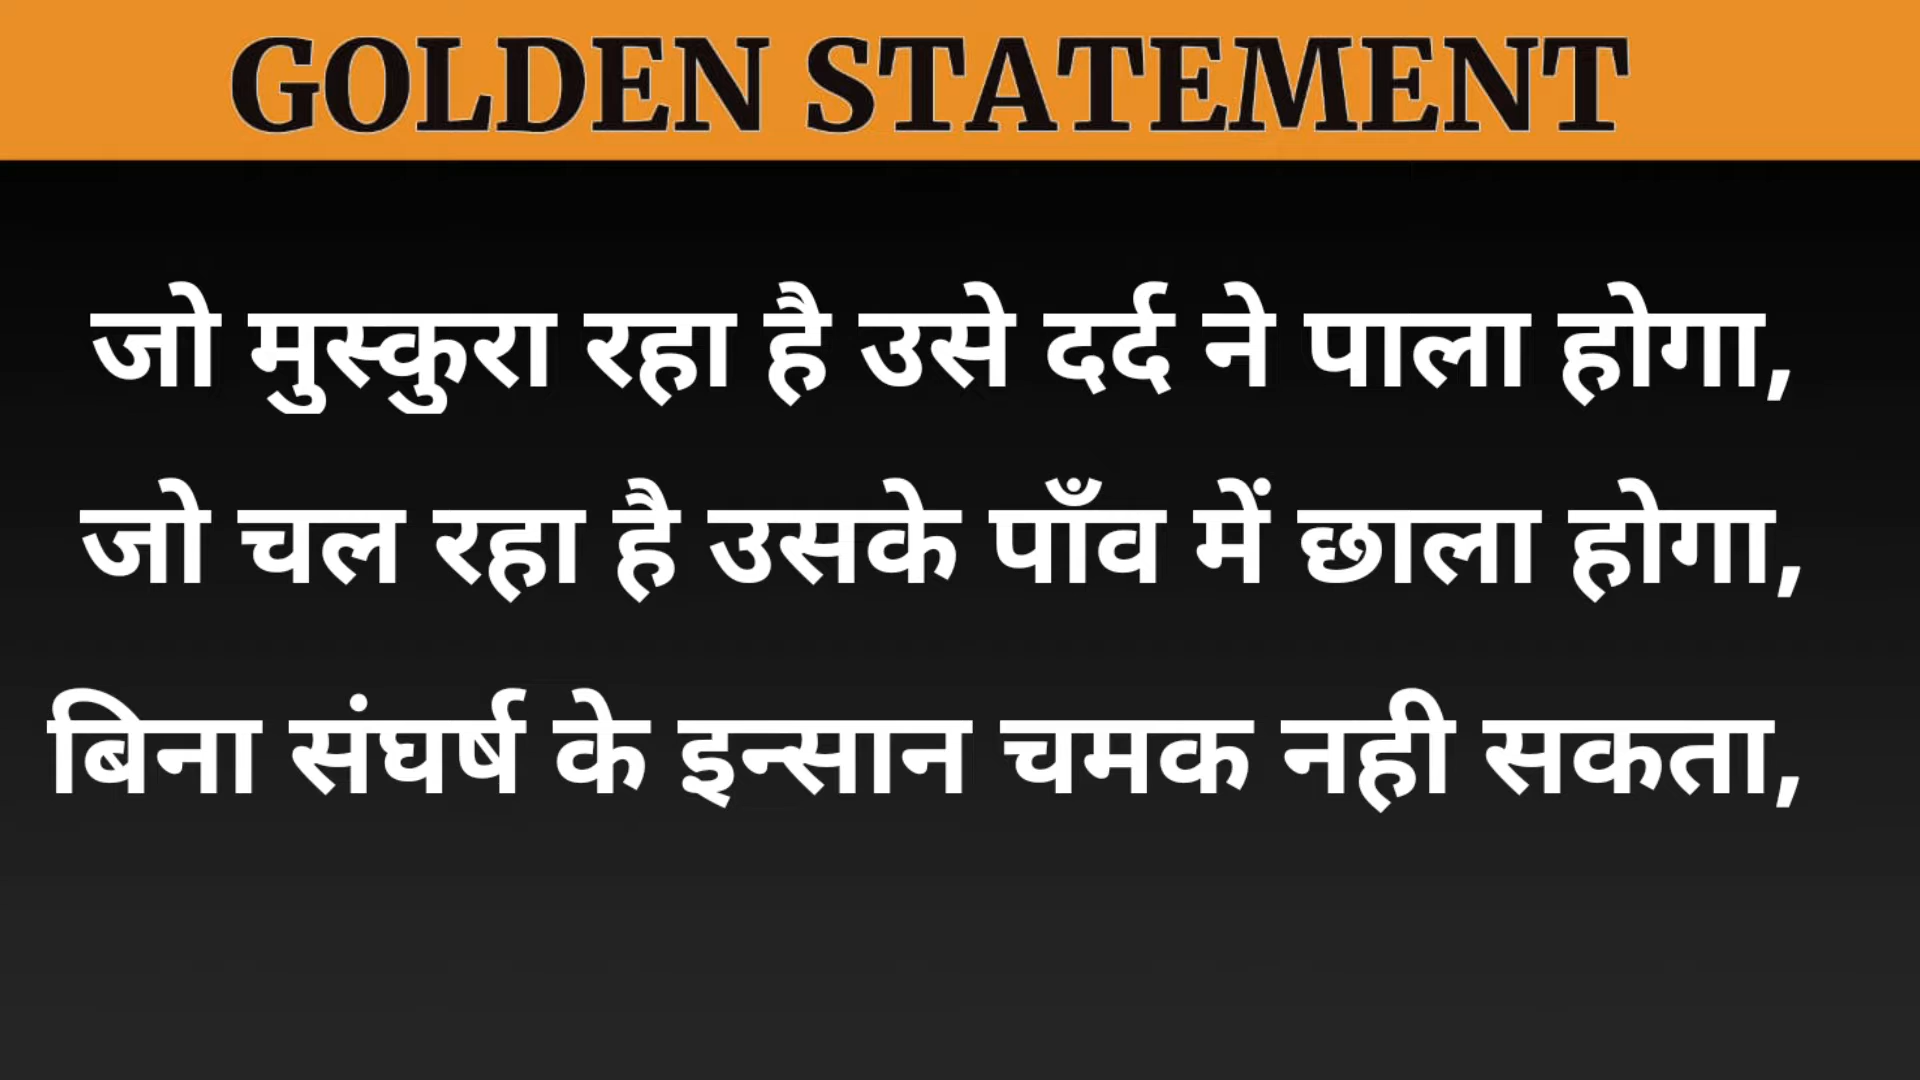 GOLDEN STATEMENT
जो मुस्कुरा रहा है उसे दर्द ने पाला होगा,
जो चल रहा है उसके पाँव में छाला होगा,
बिना संघर्ष के इन्सान चमक नही सकता,